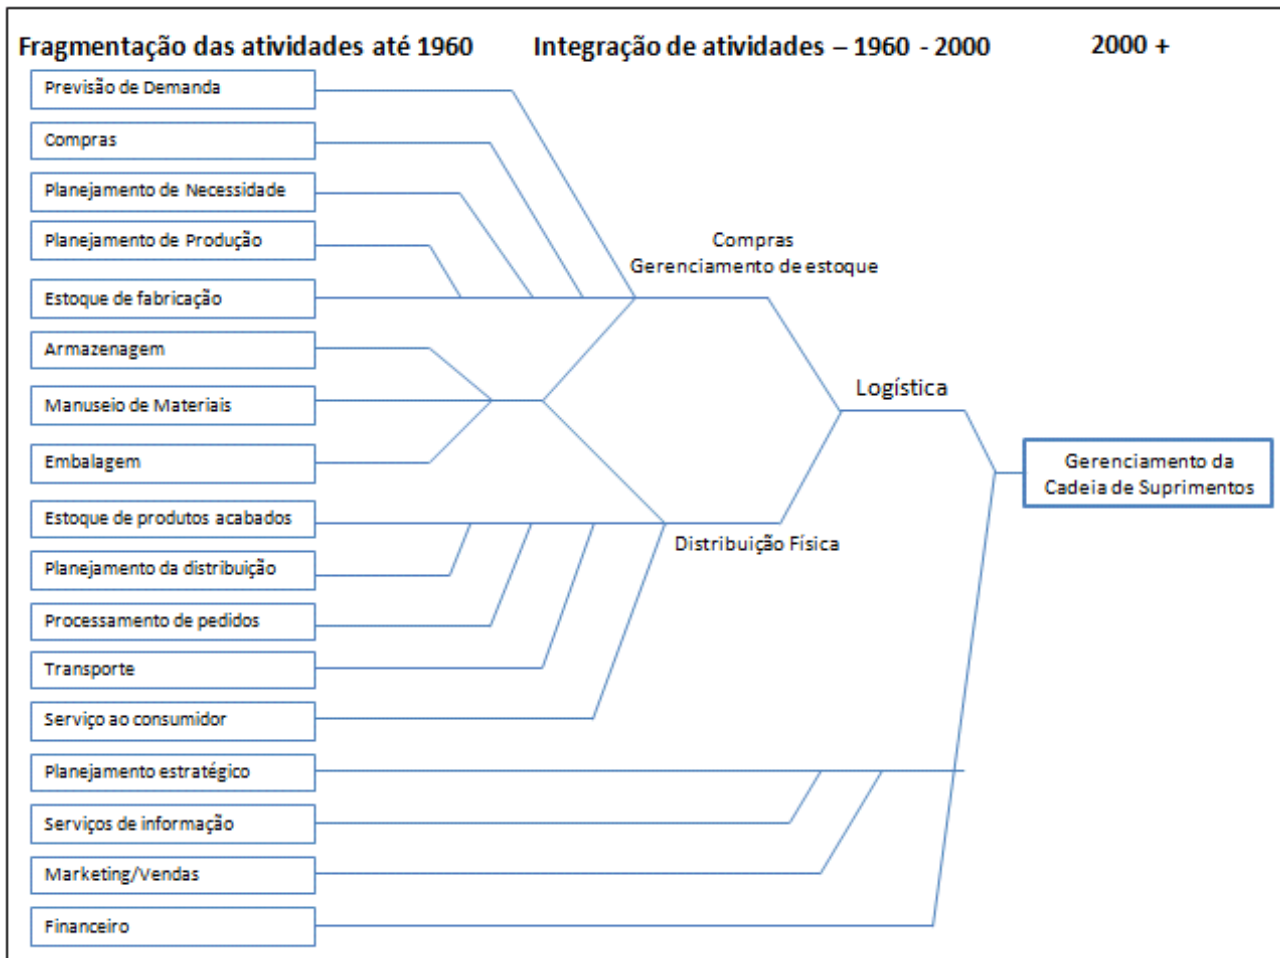 Fragmentação das atividades até 1960
Integração de atividades – 1960 - 2000
2000 +
Previsão de Demanda
Compras
Planejamento de Necessidade
Planejamento de Produção
Estoque de fabricação
Armazenagem
Manuseio de Materiais
Embalagem
Estoque de produtos acabados
Planejamento da distribuição
Processamento de pedidos
Transporte
Serviço ao consumidor
Planejamento estratégico
Serviços de informação
Marketing/Vendas
Financeiro
Compras
Gerenciamento de estoque
Distribuição Física
Logística
Gerenciamento da
Cadeia de Suprimentos